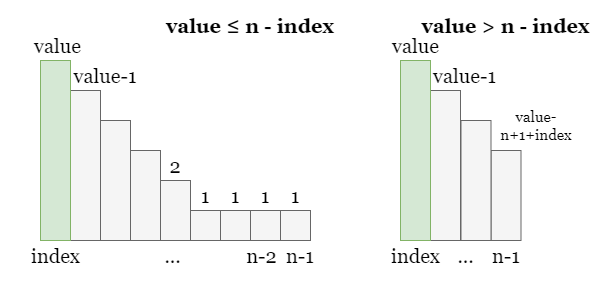 value ≤ n - index
value
value-1
2
1 1 1 1
index ... n-2 n-1
value > n - index
value
value-1
value-
n+1+index
index ... n-1